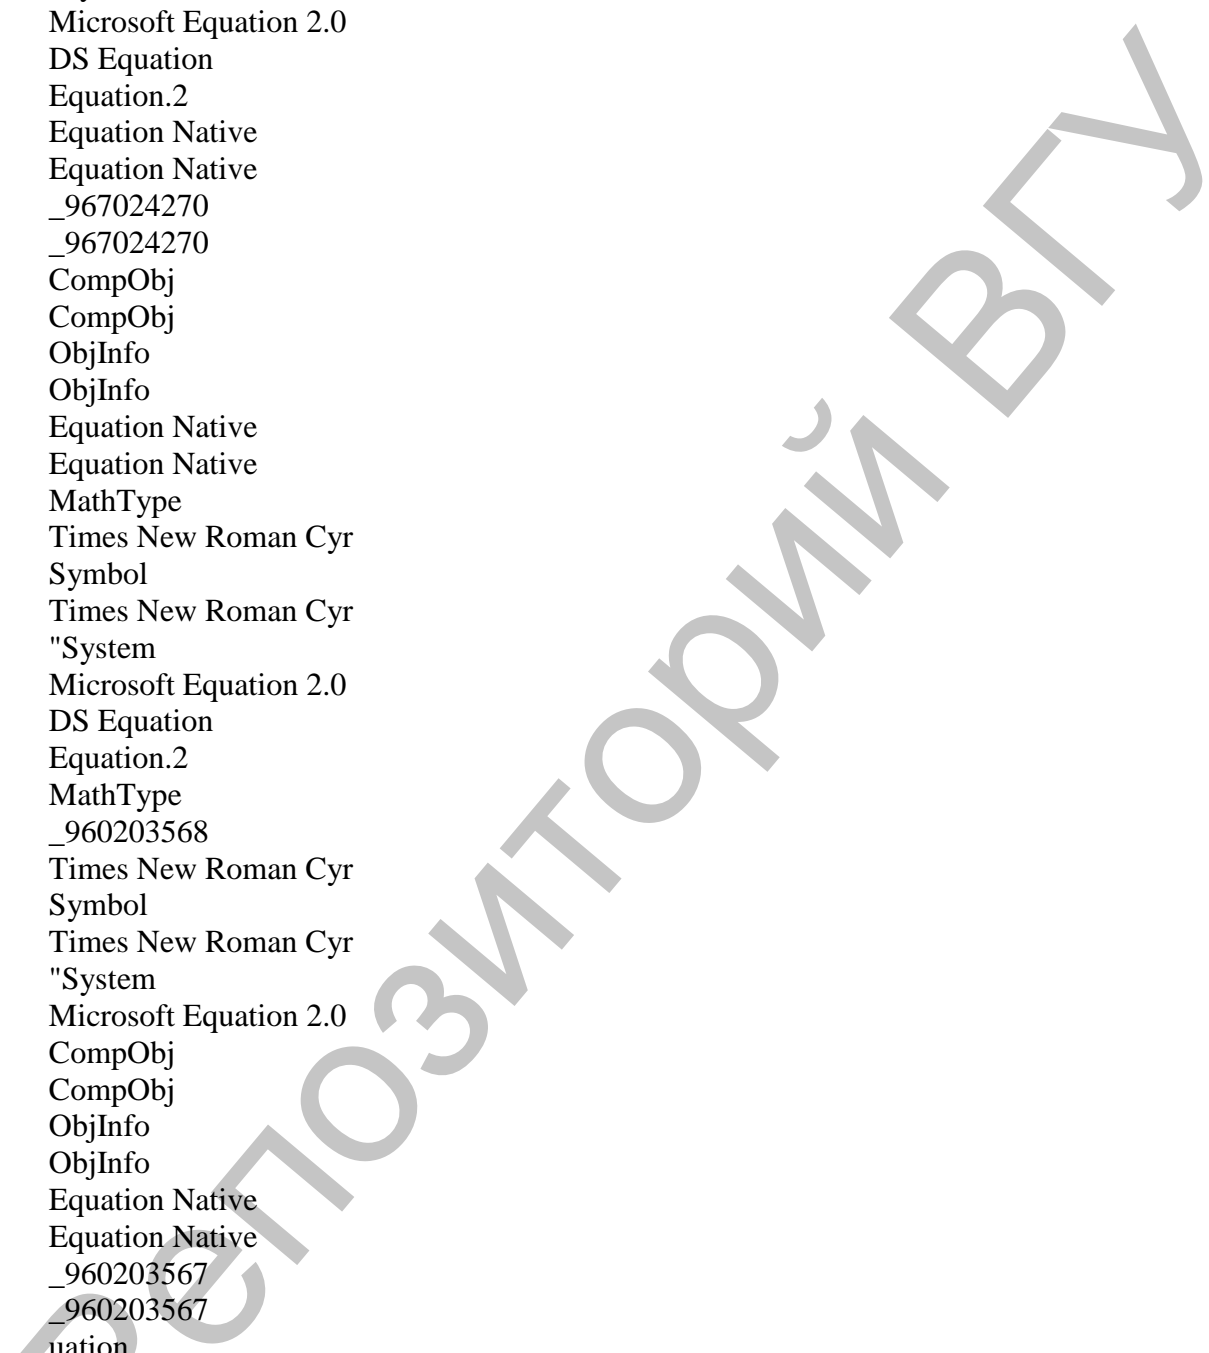 Microsoft Equation 2.0
DS Equation
Equation.2
Equation Native
Equation Native
_967024270
_967024270
CompObj
CompObj
ObjInfo
ObjInfo
Equation Native
Equation Native
MathType
Times New Roman Cyr
Symbol
Times New Roman Cyr
"System
Microsoft Equation 2.0
DS Equation
Equation.2
MathType
_960203568
Times New Roman Cyr
Symbol
Times New Roman Cyr
"System
Microsoft Equation 2.0
CompObj
CompObj
ObjInfo
ObjInfo
Equation Native
Equation Native
_960203567
_960203567
uation
Репозиторий ВГУ